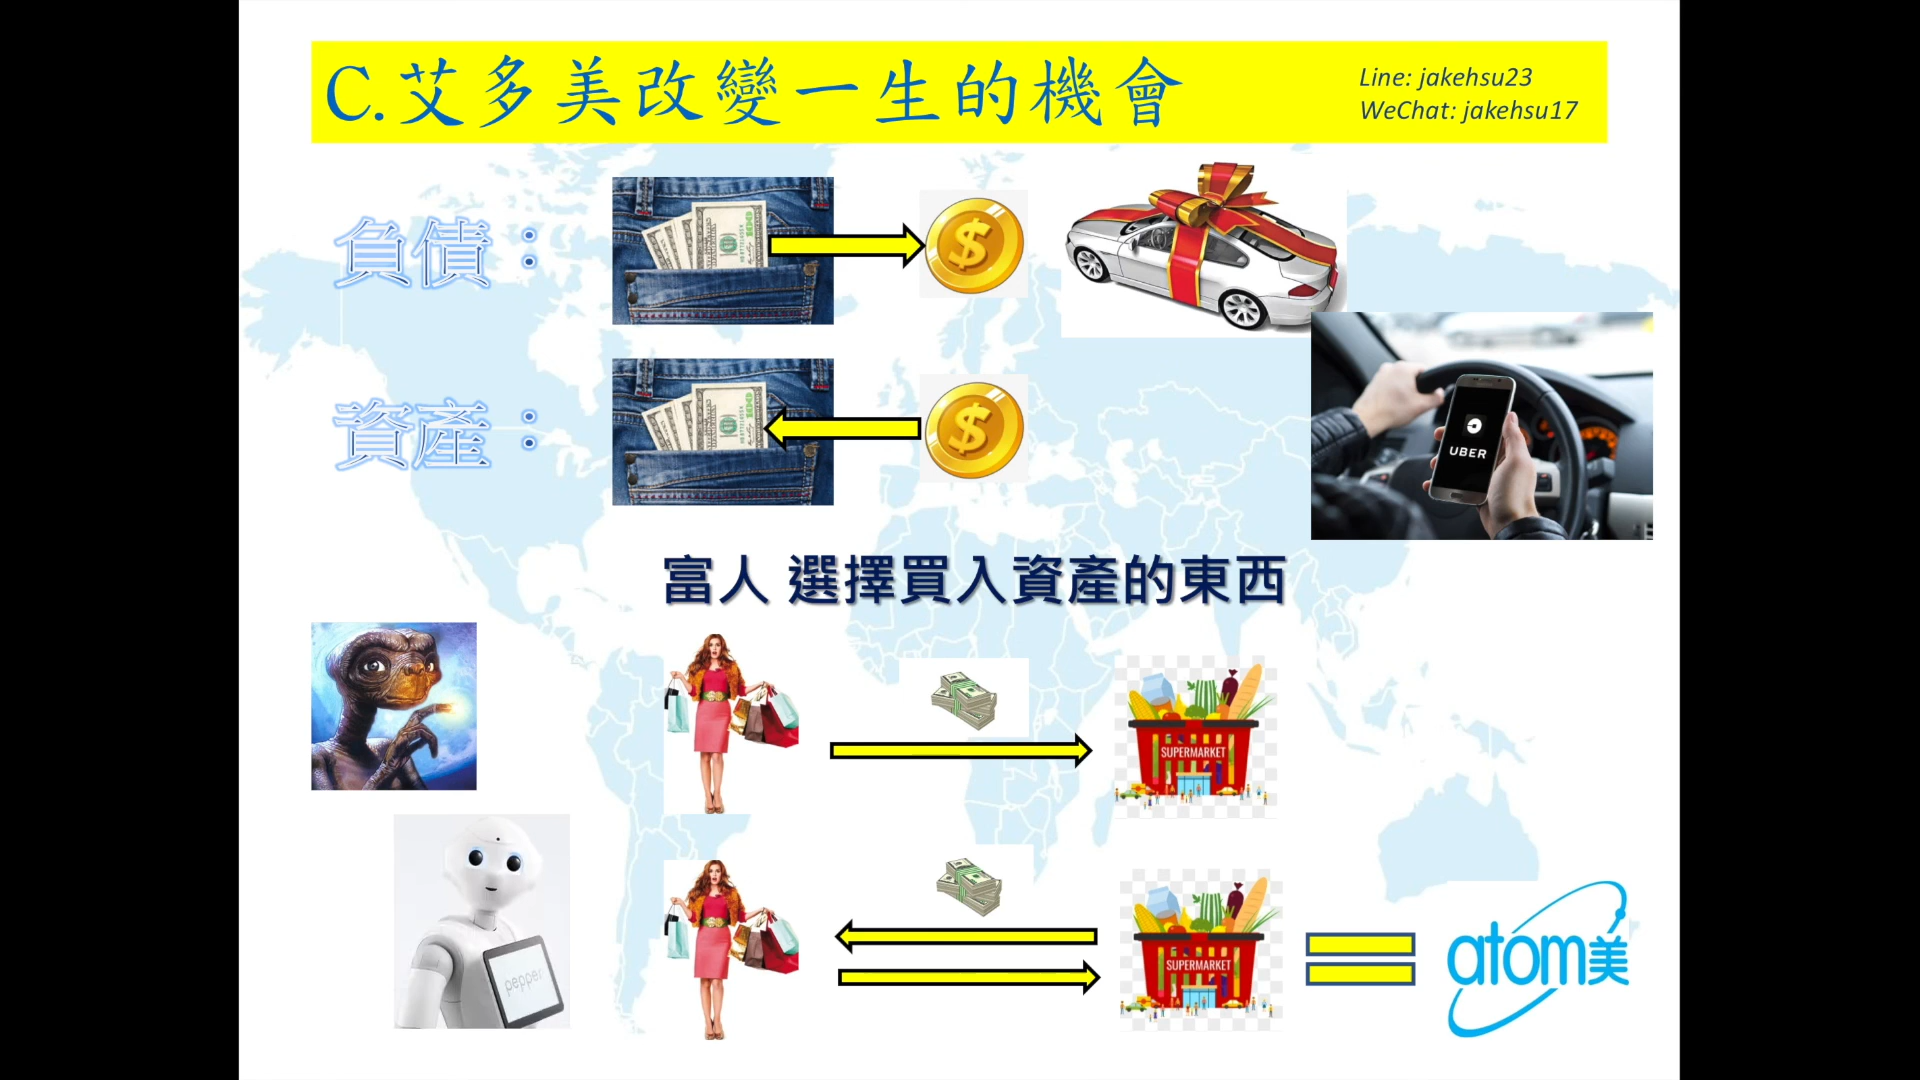 C.艾多美改變一生的機會
Line: jakehsu23
WeChat: jakehsu17
負債：
資產：
UBER
富人 選擇買入資產的東西
SUPERMARKET
pepper
SUPERMARKET
atom美